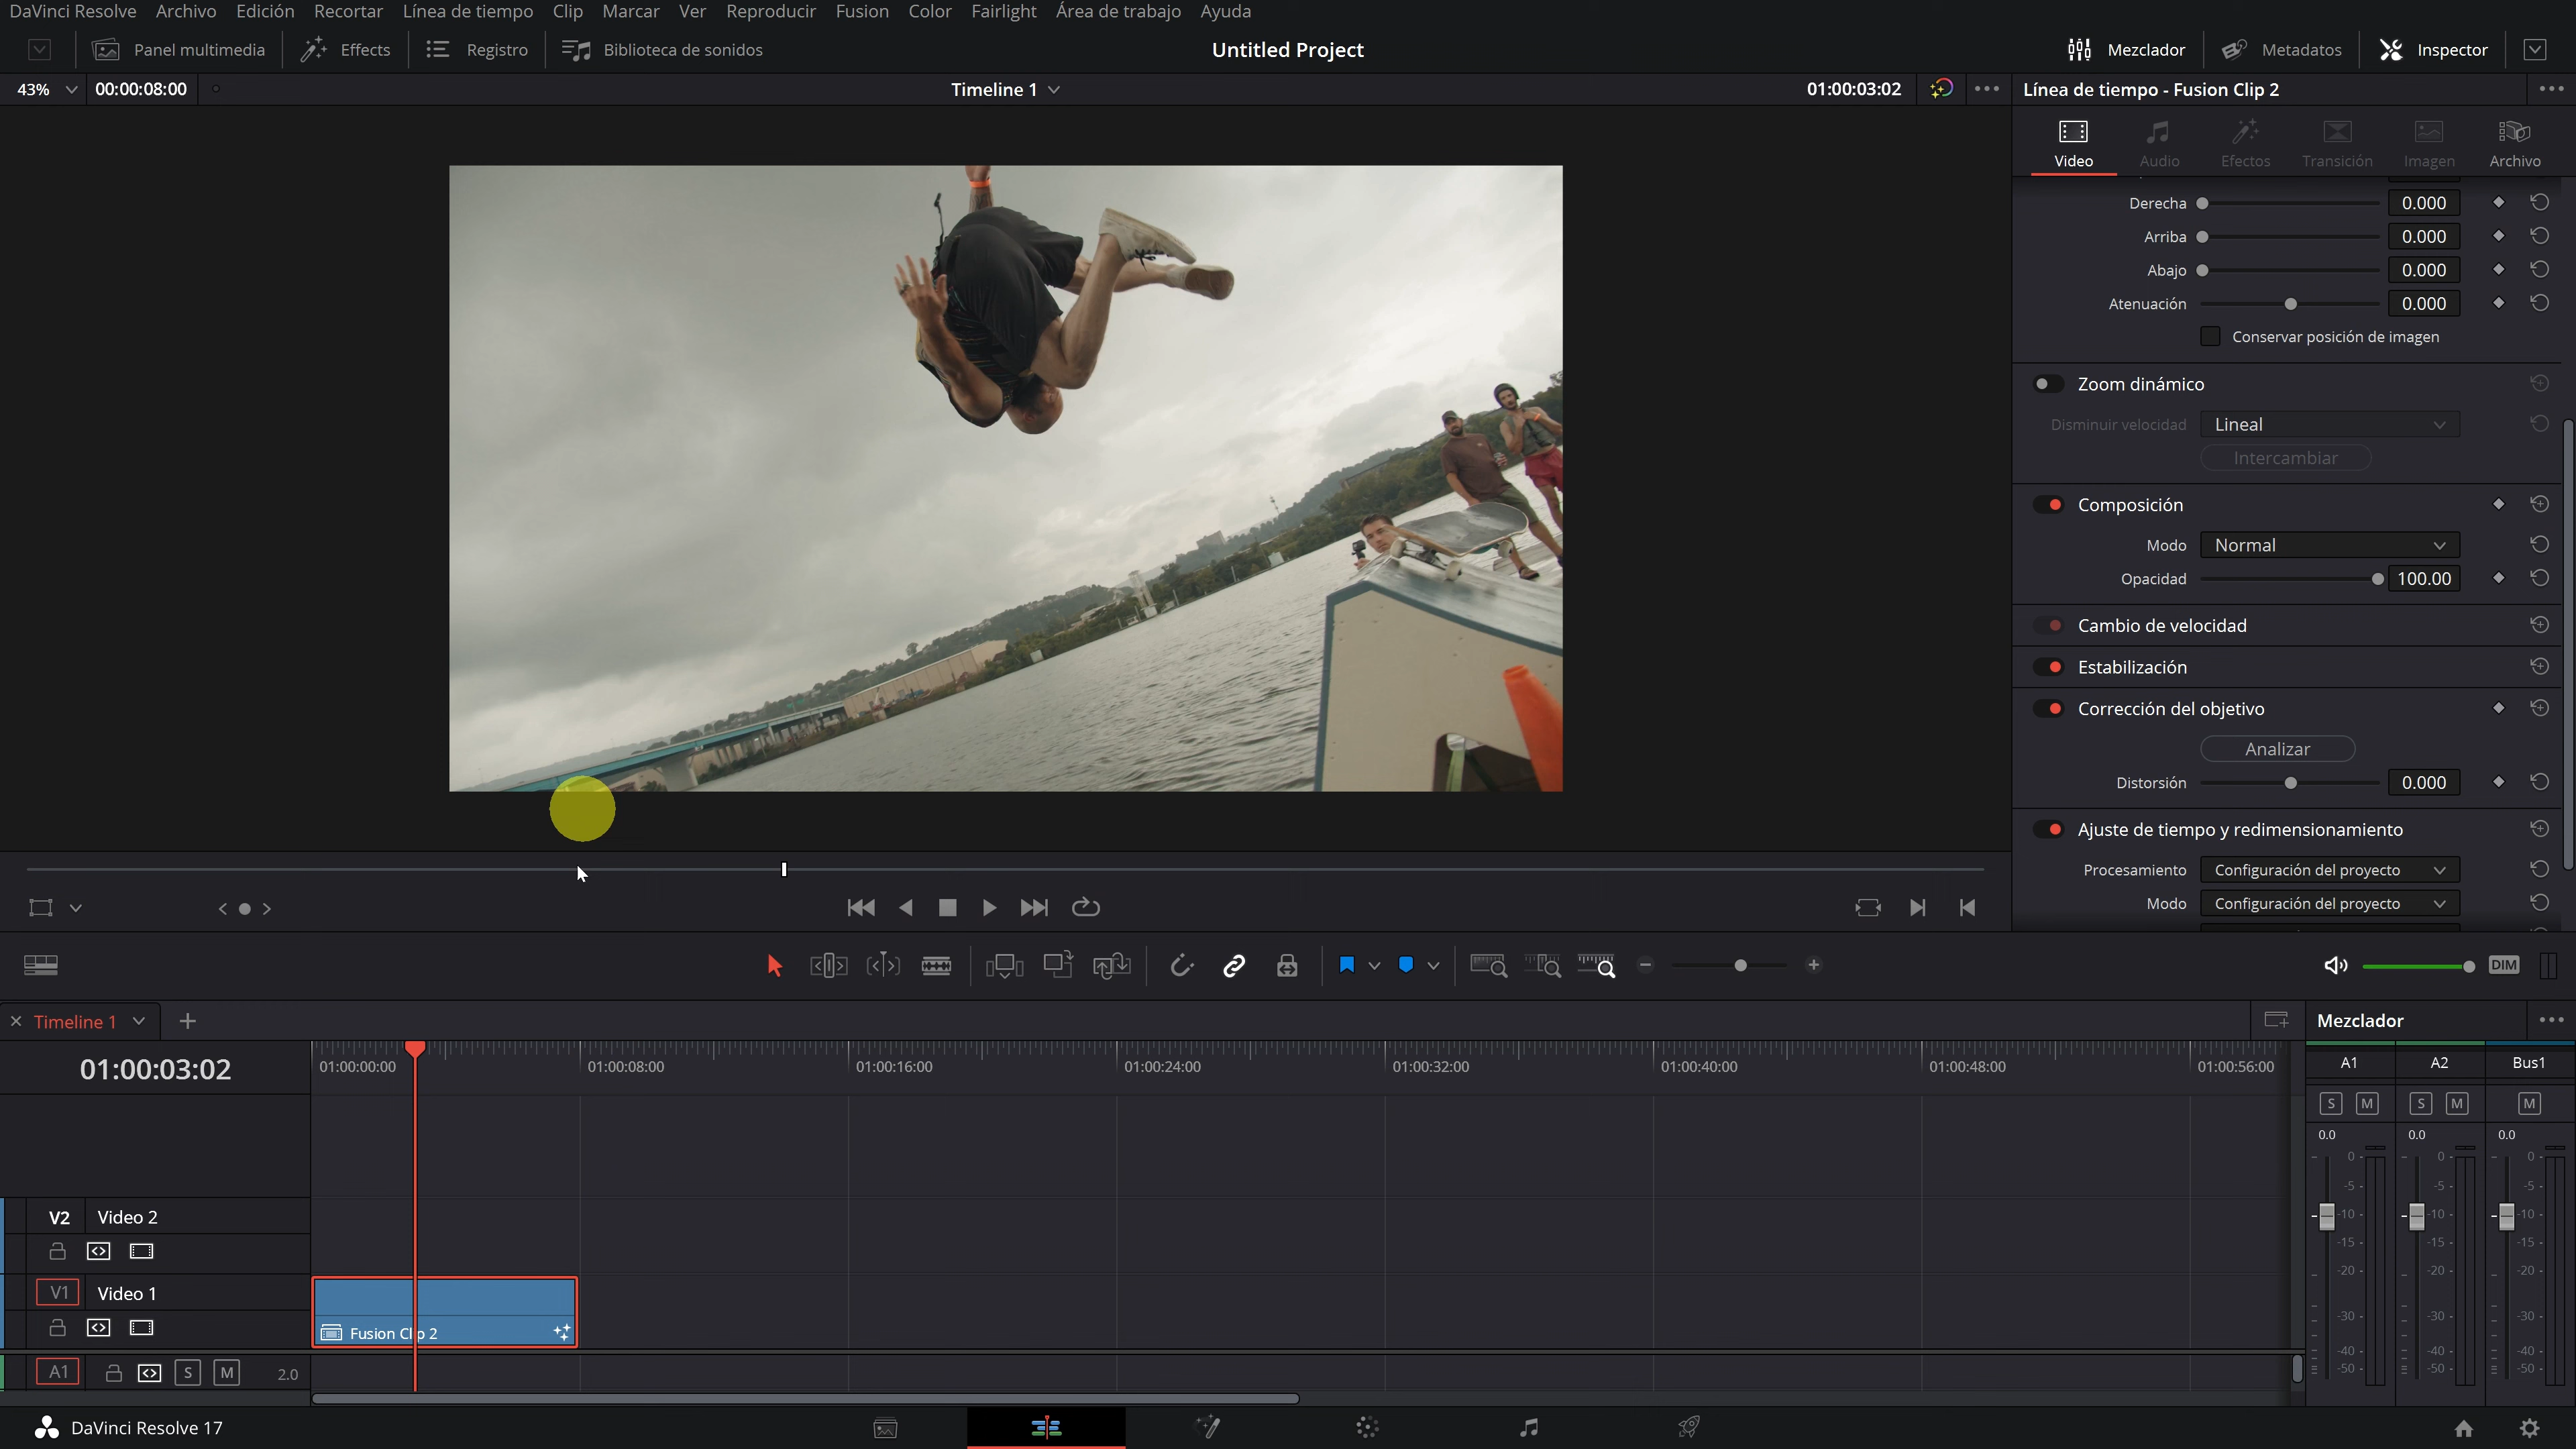 DaVinci Resolve Archivo Edición Recortar Línea de tiempo Clip Marcar Ver Reproducir Fusion Color Fairlight Área de trabajo Ayuda
Panel multimedia Effects Registro Biblioteca de sonidos Untitled Project Mezclador Metadatos Inspector
43% 00:00:08:00 Timeline 1 01:00:03:02 Línea de tiempo - Fusion Clip 2
Video Audio Efectos Transición Imagen Archivo
Derecha 0.000
Arriba 0.000
Abajo 0.000
Atenuación 0.000
Conservar posición de imagen
Zoom dinámico
Disminuir velocidad Lineal
Intercambiar
Composición
Modo Normal
Opacidad 100.00
Cambio de velocidad
Estabilización
Corrección del objetivo
Analizar
Distorsión 0.000
Ajuste de tiempo y redimensionamiento
Procesamiento Configuración del proyecto
Modo Configuración del proyecto
DIM
Timeline 1 Mezclador
01:00:03:02 01:00:00:00 01:00:08:00 01:00:16:00 01:00:24:00 01:00:32:00 01:00:40:00 01:00:48:00 01:00:56:00
A1 A2 Bus1
S M S M M
0.0 0.0 0.0
0 0 0
-5 -5 -5
-10 -10 -10
-15 -15 -15
-20 -20 -20
-30 -30 -30
-40 -40 -40
-50 -50 -50
V2 Video 2
V1 Video 1
Fusion Clip 2
A1 S M 2.0
DaVinci Resolve 17